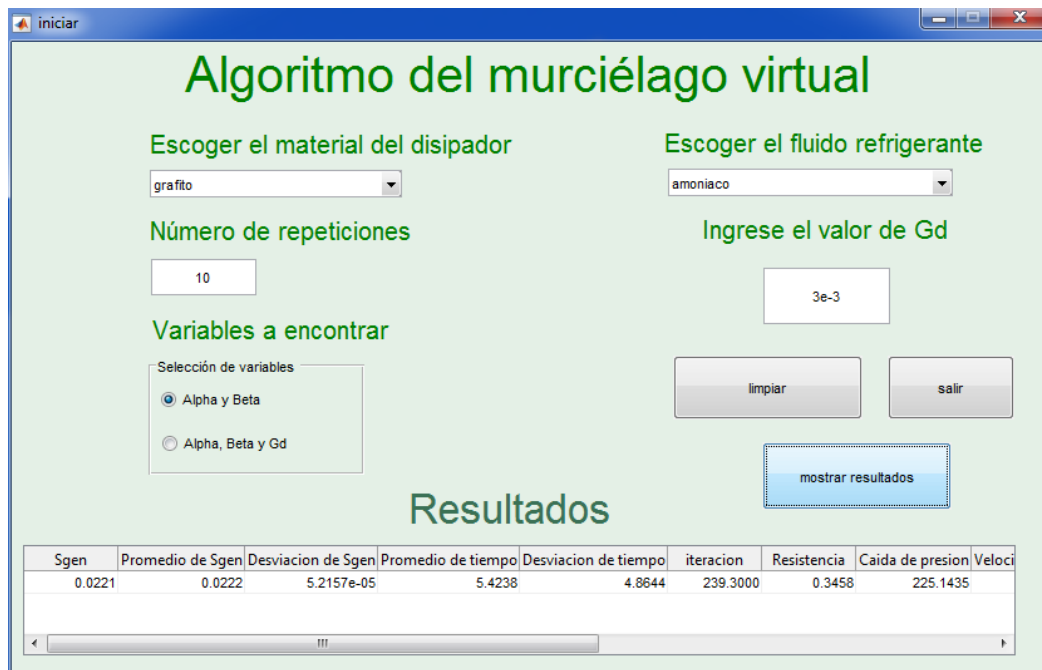 iniciar
Algoritmo del murciélago virtual
Escoger el material del disipador
Escoger el fluido refrigerante
grafito
amoniaco
Número de repeticiones
Ingrese el valor de Gd
10
3e-3
Variables a encontrar
Selección de variables
Alpha y Beta
Alpha, Beta y Gd
limpiar
salir
mostrar resultados
Resultados
Sgen Promedio de Sgen Desviacion de Sgen Promedio de tiempo Desviacion de tiempo iteracion Resistencia Caida de presion Veloci
0.0221 0.0222 5.2157e-05 5.4238 4.8644 239.3000 0.3458 225.1435